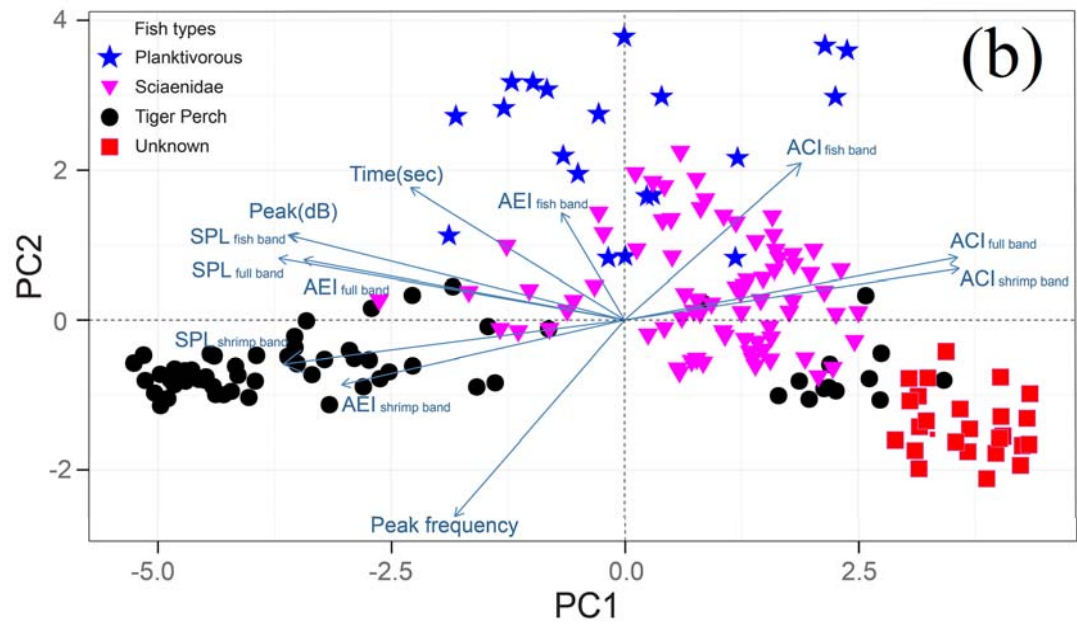 4
Fish types
Planktivorous
Sciaenidae
Tiger Perch
Unknown
(b)
ACI fish band
2
Time(sec)
AEI fish band
Peak(dB)
SPL fish band
ACI full band
SPL full band
ACI shrimp band
AEI full band
PC2
0
SPL shrimp band
AEI shrimp band
-2
Peak frequency
-5.0
-2.5
0.0
2.5
PC1